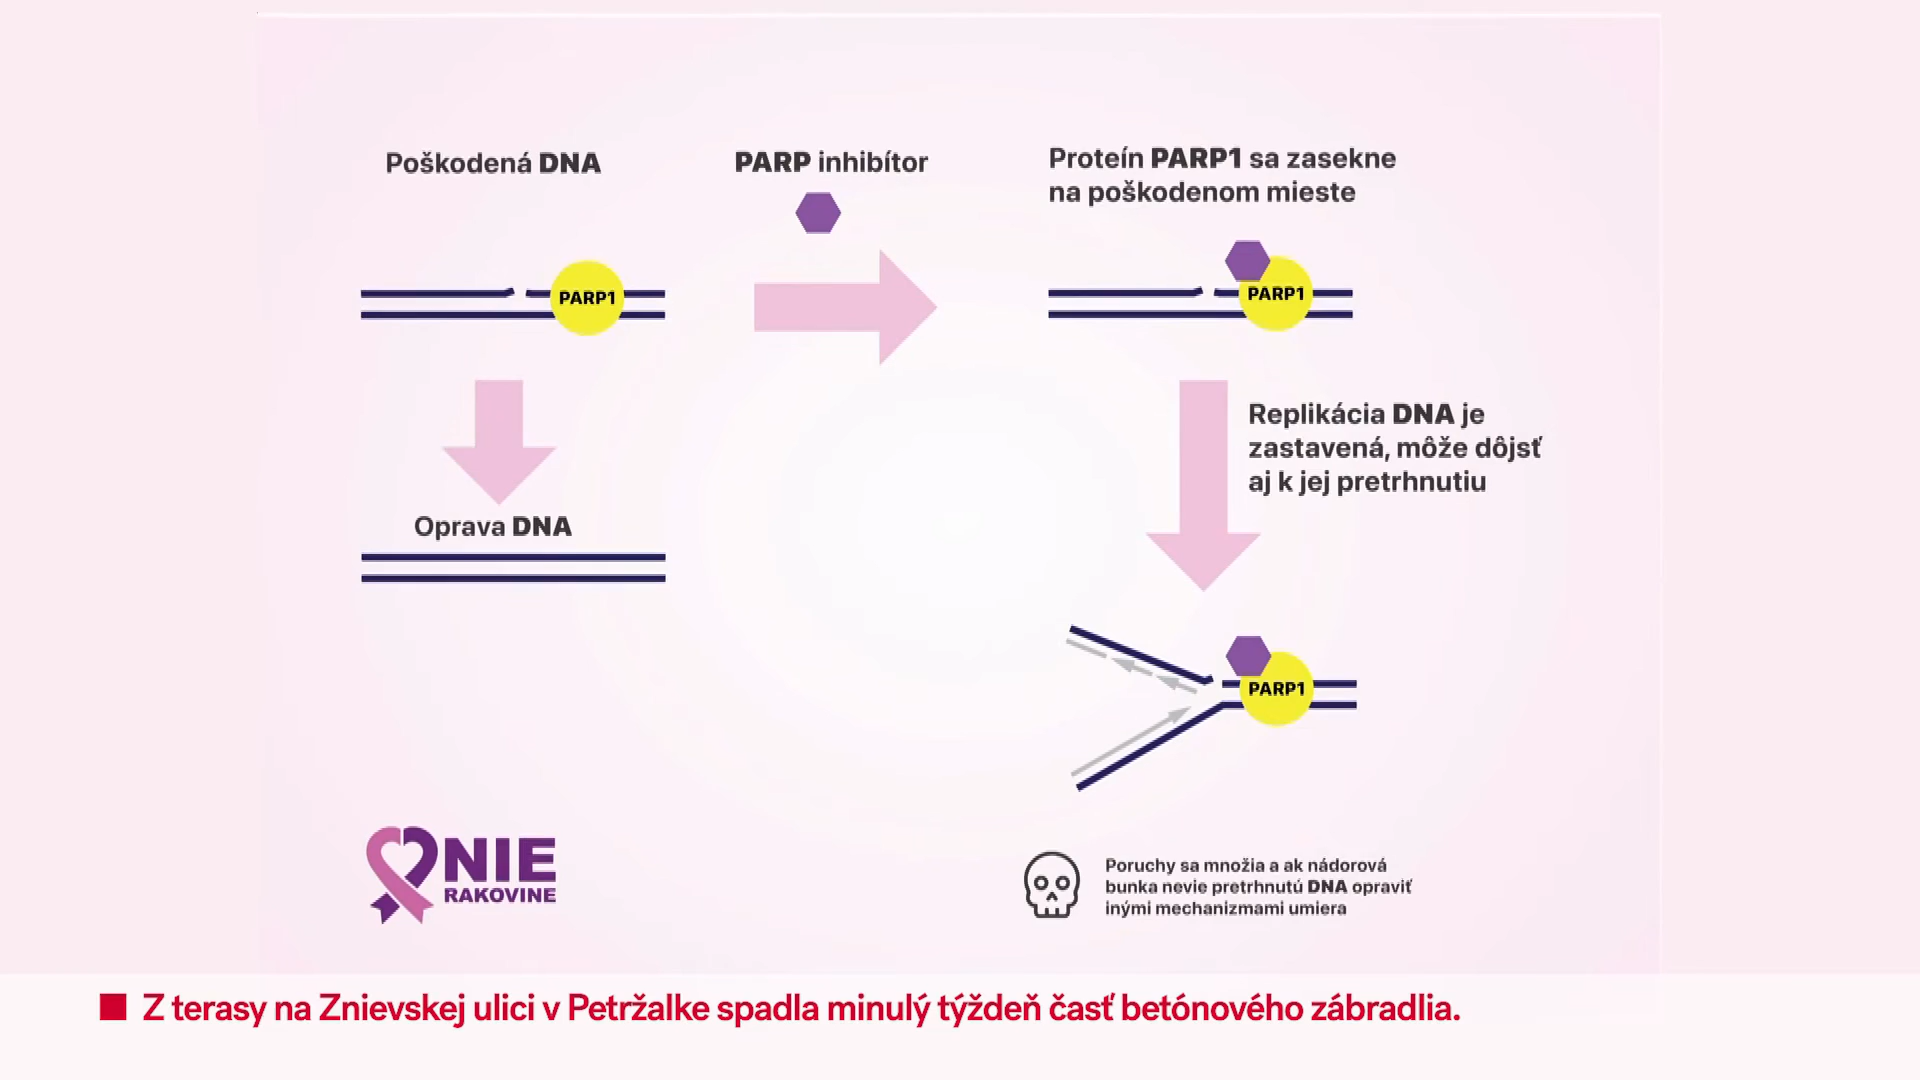 Poškodená DNA
PARP inhibítor
Proteín PARP1 sa zasekne
na poškodenom mieste
PARP1
PARP1
Replikácia DNA je
zastavená, môže dôjsť
aj k jej pretrhnutiu
Oprava DNA
PARP1
NIE
RAKOVINE
Poruchy sa množia a ak nádorová
bunka nevie pretrhnutú DNA opraviť
inými mechanizmami umiera
Z terasy na Znievskej ulici v Petržalke spadla minulý týždeň časť betónového zábradlia.